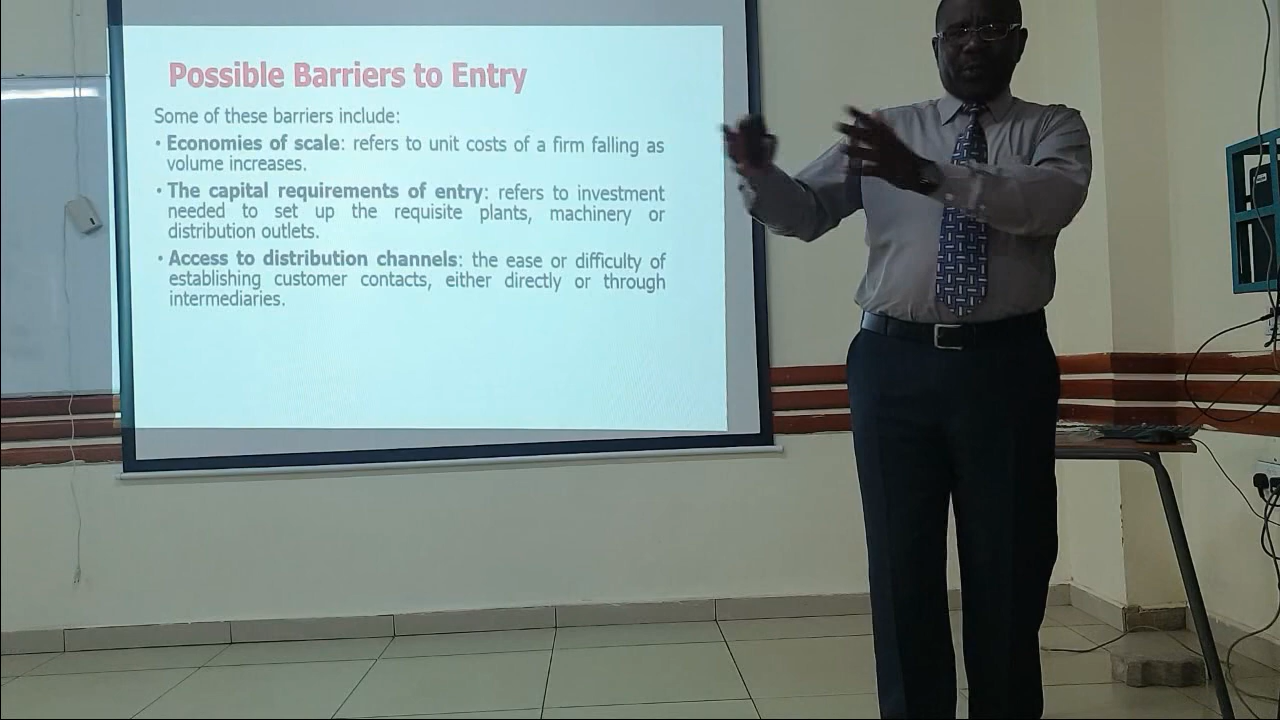 Possible Barriers to Entry
Some of these barriers include:
• Economies of scale: refers to unit costs of a firm falling as
volume increases.
• The capital requirements of entry: refers to investment
needed to set up the requisite plants, machinery or
distribution outlets.
• Access to distribution channels: the ease or difficulty of
establishing customer contacts, either directly or through
intermediaries.